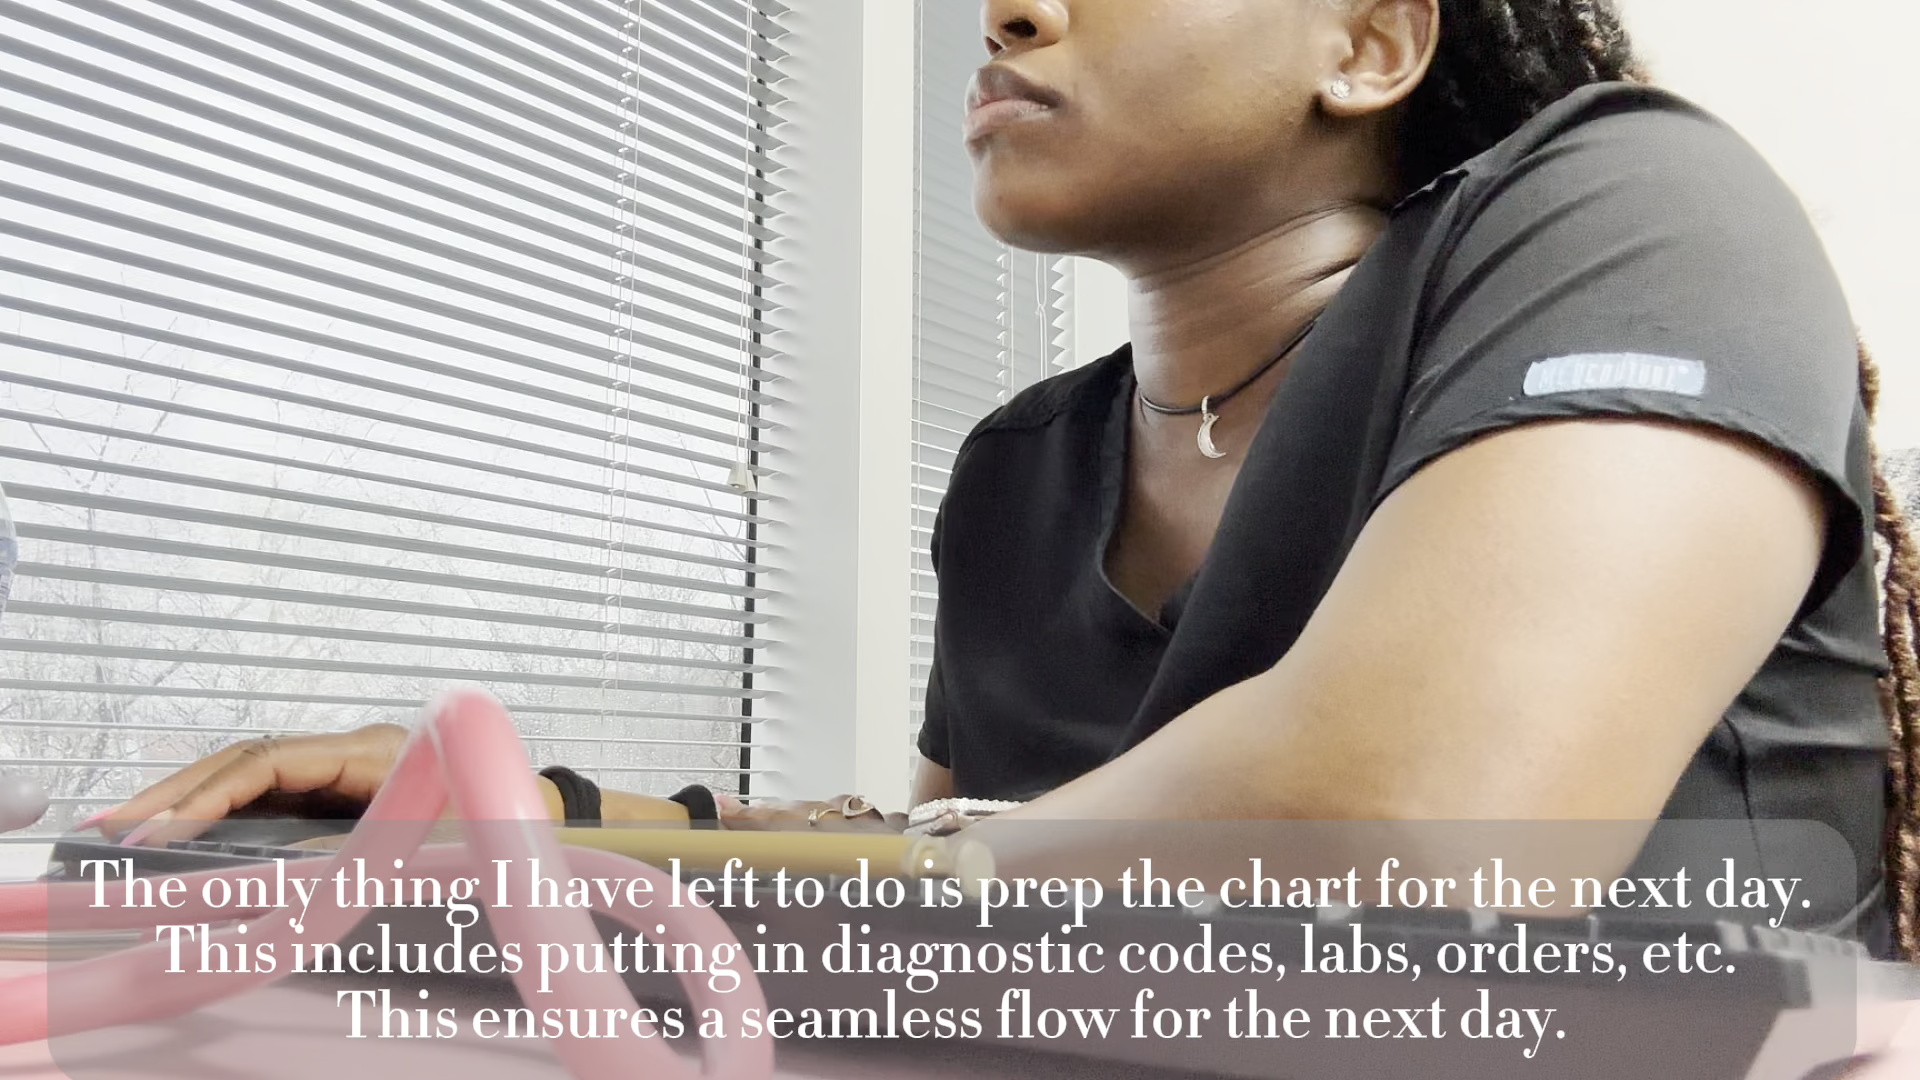 The only thing I have left to do is prep the chart for the next day.
This includes putting in diagnostic codes, labs, orders, etc.
This ensures a seamless flow for the next day.